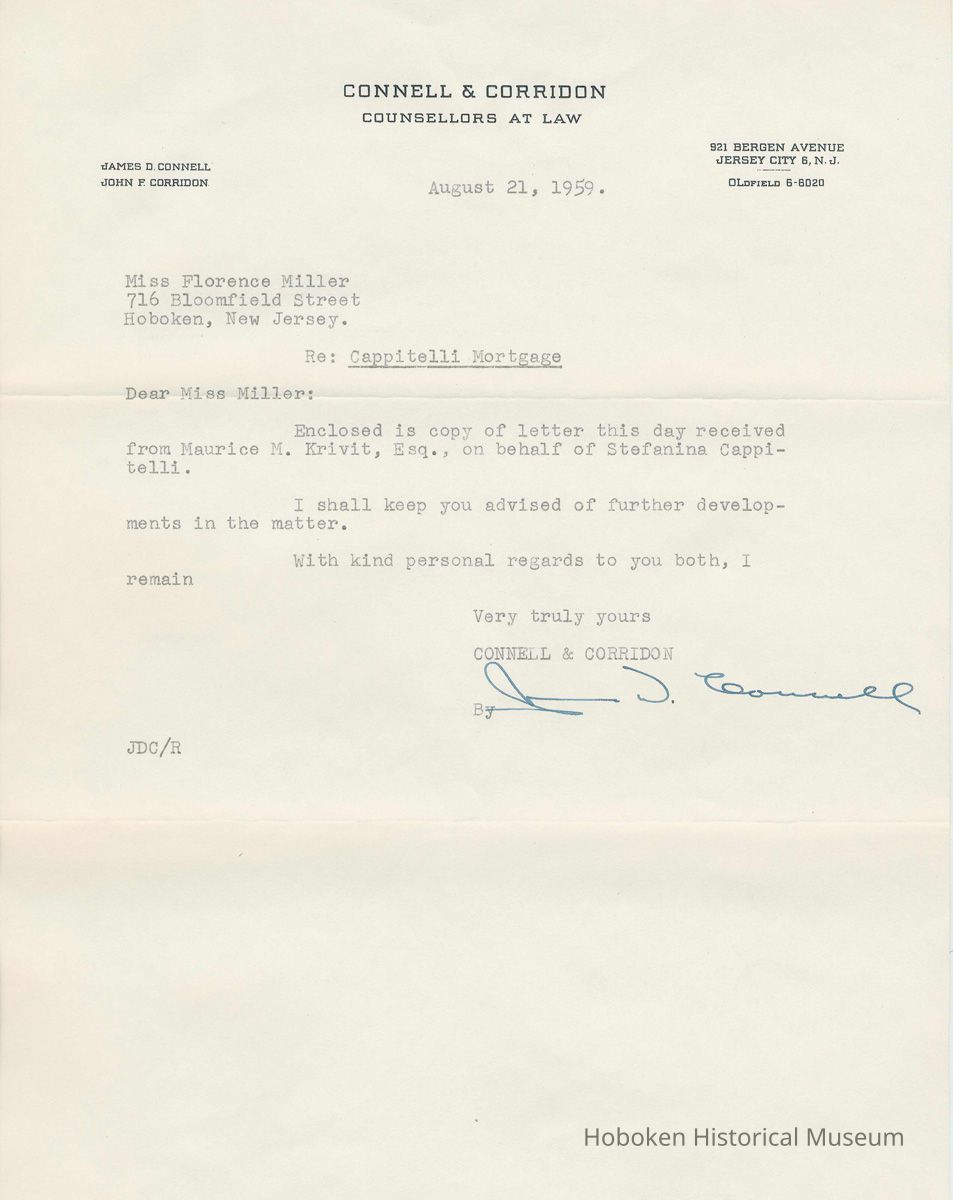 CONNELL & CORRIDON
COUNSELLORS AT LAW
JAMES D. CONNELL
JOHN F. CORRIDON
921 BERGEN AVENUE
JERSEY CITY 6, N. J.
OLDFIELD 6-6020
August 21, 1959.
Miss Florence Miller
716 Bloomfield Street
Hoboken, New Jersey.
Re: Cappitelli Mortgage
Dear Miss Miller:
Enclosed is copy of letter this day received
from Maurice M. Krivit, Esq., on behalf of Stefanina Cappi-
telli.
I shall keep you advised of further develop-
ments in the matter.
With kind personal regards to you both, I
remain
Very truly yours
CONNELL & CORRIDON
By James D. Connell
JDC/R
Hoboken Historical Museum